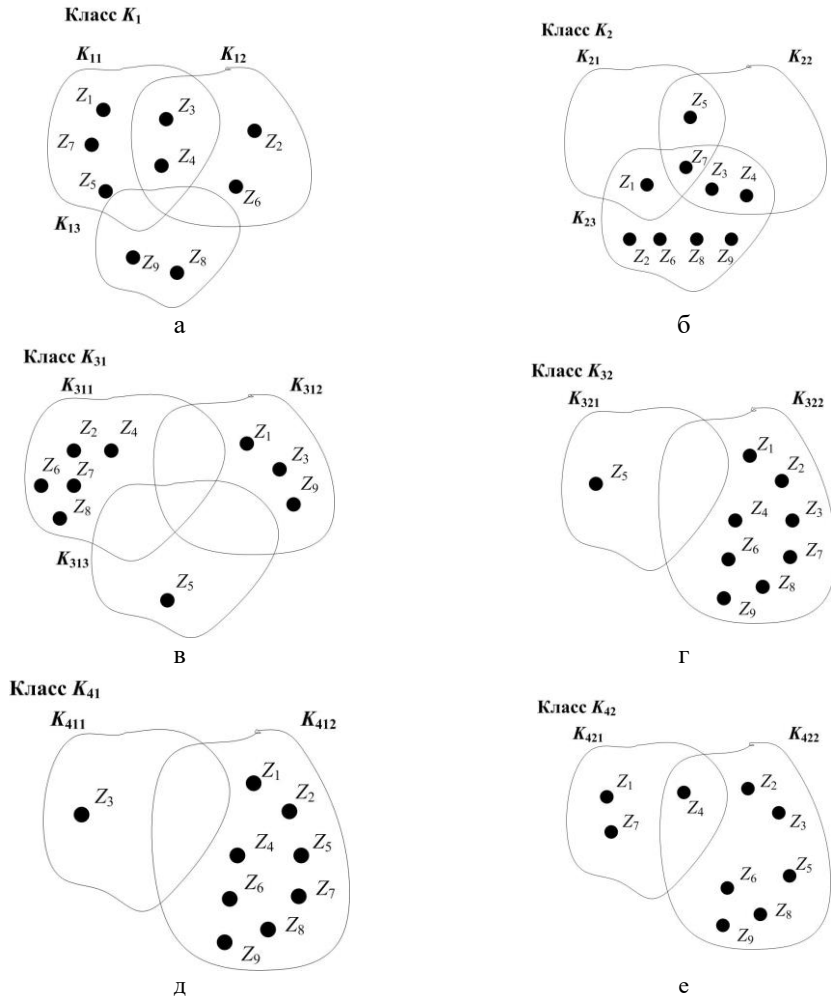 Класс K1
K11 K12
Z1
Z3
Z2
Z7
Z4
Z5
Z6
K13
Z9 Z8
а
Класс K2
K21 K22
Z5
Z7
Z1 Z3 Z4
K23
Z2 Z6 Z8 Z9
б
Класс K31
K311 K312
Z2 Z4
Z1
Z6 Z7
Z3
Z8
Z9
K313
Z5
в
Класс K32
K321 K322
Z1
Z2
Z5
Z4 Z3
Z6 Z7
Z8
Z9
г
Класс K41
K411 K412
Z1
Z2
Z3
Z4 Z5
Z6 Z7
Z8
Z9
д
Класс K42
K421 K422
Z1 Z4 Z2
Z7 Z3
Z6 Z5
Z8
Z9
е